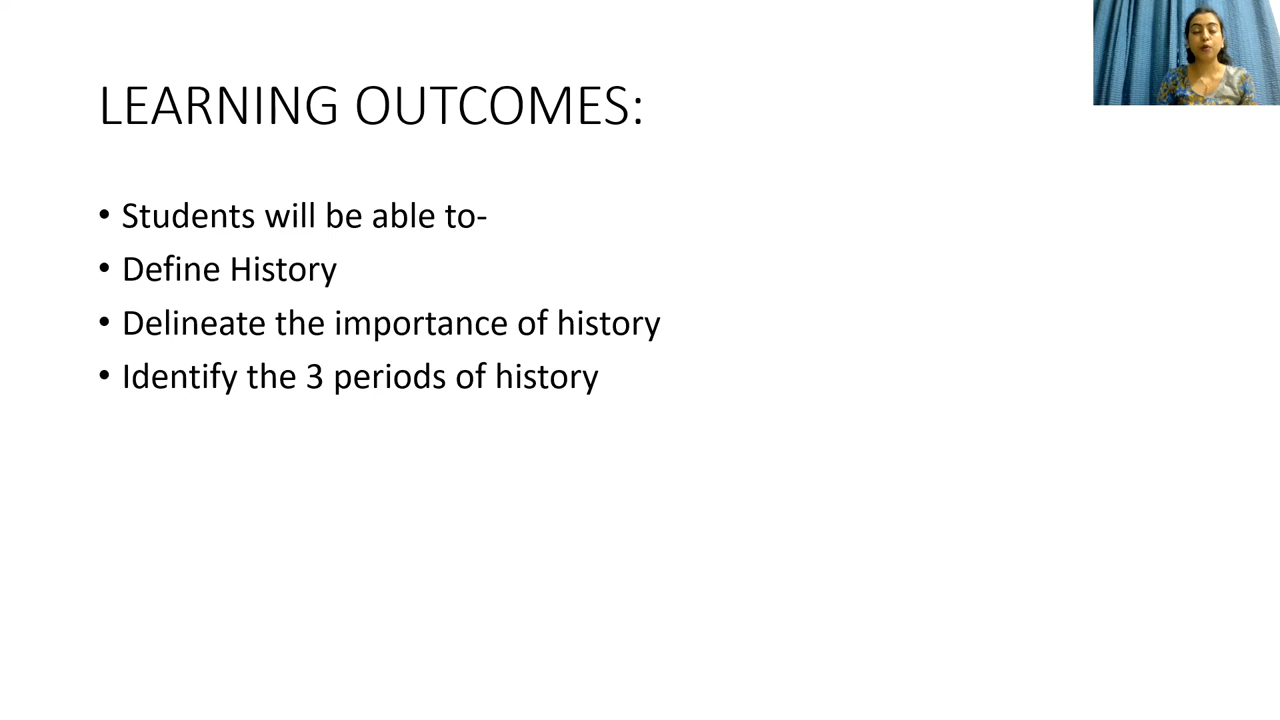 LEARNING OUTCOMES:
• Students will be able to-
• Define History
• Delineate the importance of history
• Identify the 3 periods of history